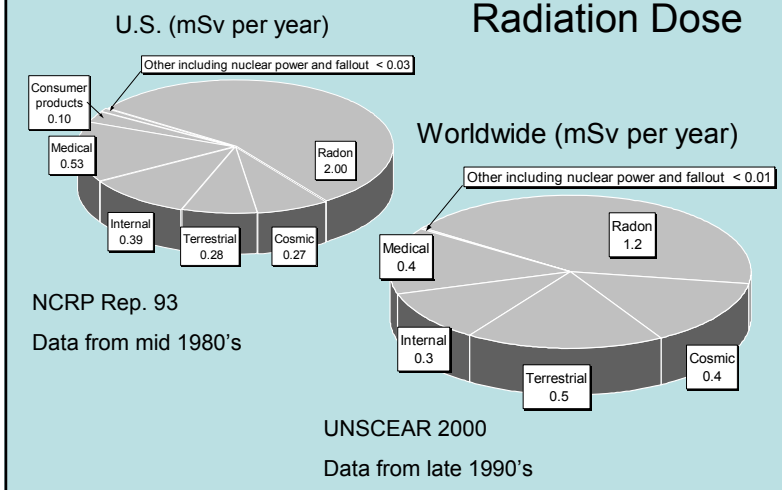 Radiation Dose
U.S. (mSv per year)
Other including nuclear power and fallout < 0.03
Consumer
products
0.10
Medical
0.53
Radon
2.00
Internal
0.39
Terrestrial
0.28
Cosmic
0.27
NCRP Rep. 93
Data from mid 1980's
Worldwide (mSv per year)
Other including nuclear power and fallout < 0.01
Radon
1.2
Medical
0.4
Internal
0.3
Terrestrial
0.5
Cosmic
0.4
UNSCEAR 2000
Data from late 1990's